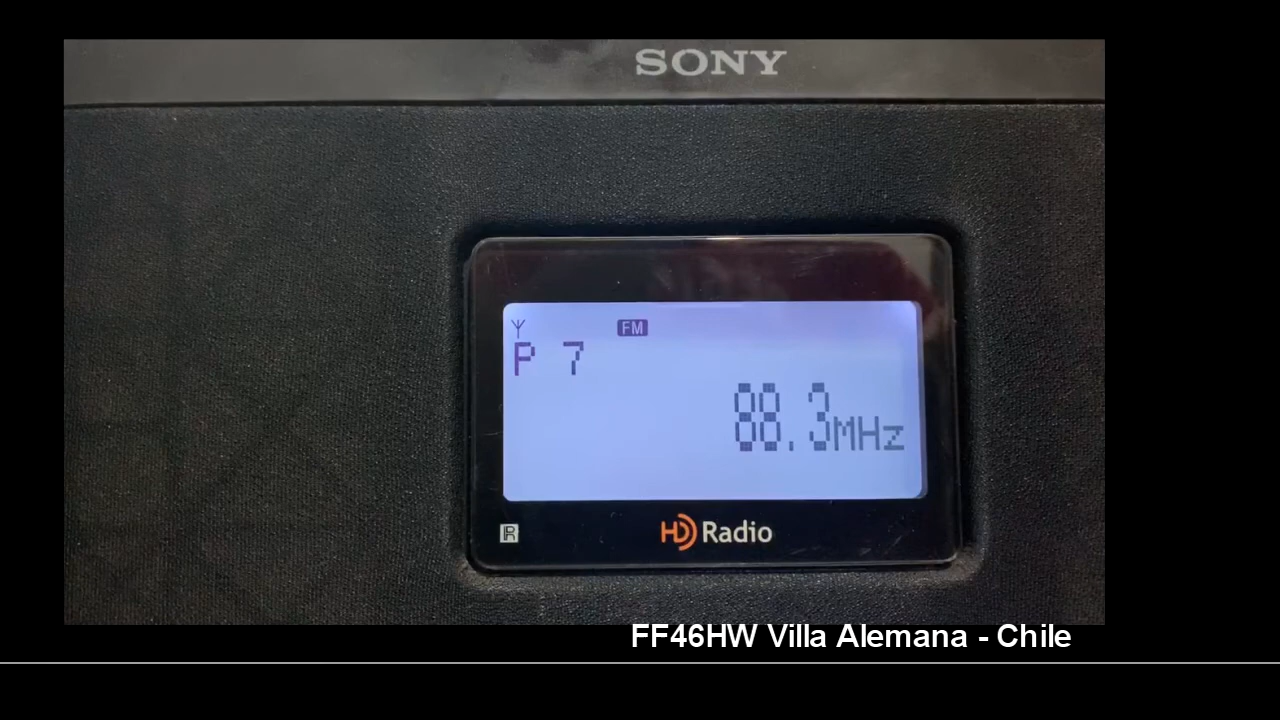 SONY
FM
P 7
88.3MHz
R
HD Radio
FF46HW Villa Alemana - Chile